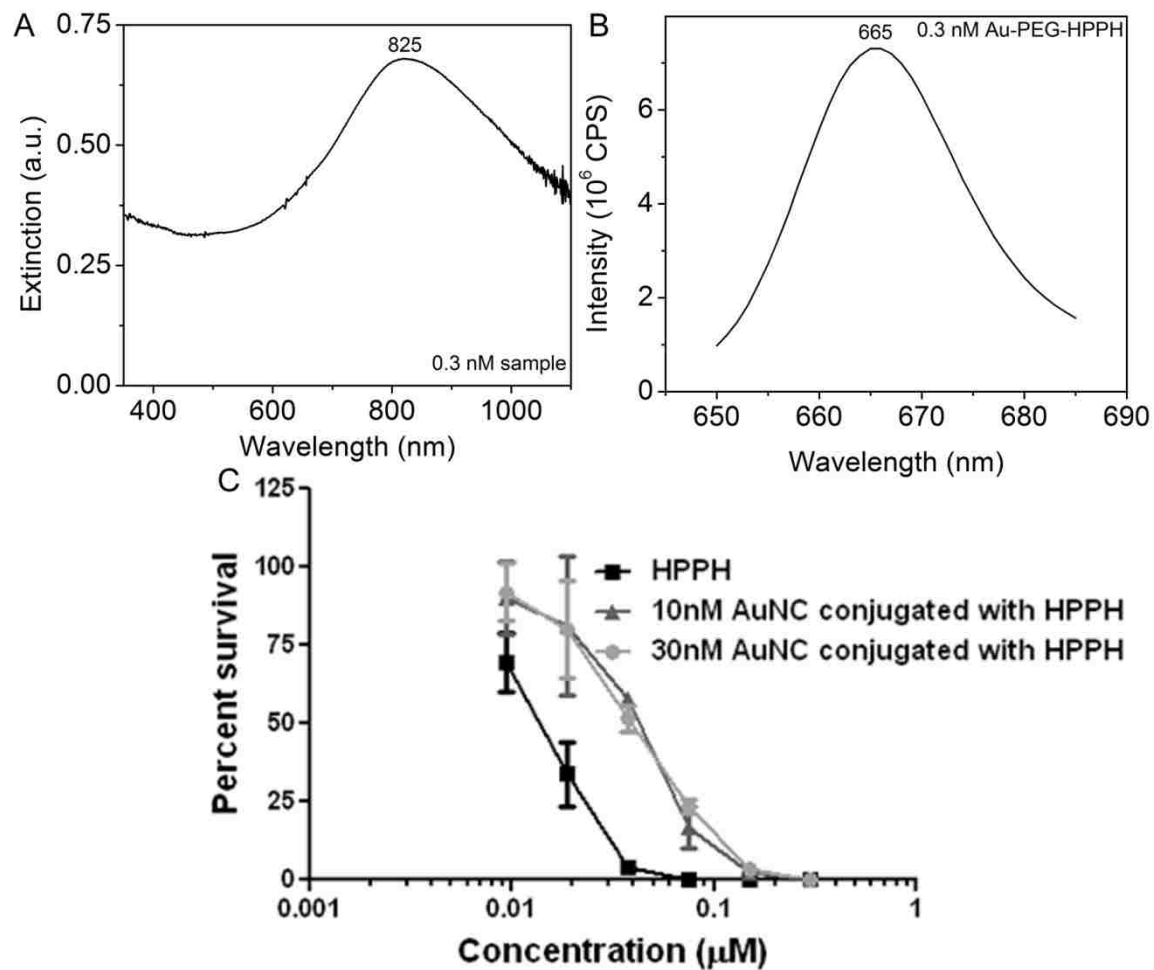 A
825
0.75
0.50
0.25
0.00
Extinction (a.u.)
0.3 nM sample
400
600
800
1000
Wavelength (nm)
B
665
0.3 nM Au-PEG-HPPH
6
4
2
0
Intensity (10⁶ CPS)
650
660
670
680
690
Wavelength (nm)
C
125
100
75
50
25
0
Percent survival
HPPH
10nM AuNC conjugated with HPPH
30nM AuNC conjugated with HPPH
0.001
0.01
0.1
1
Concentration (µM)